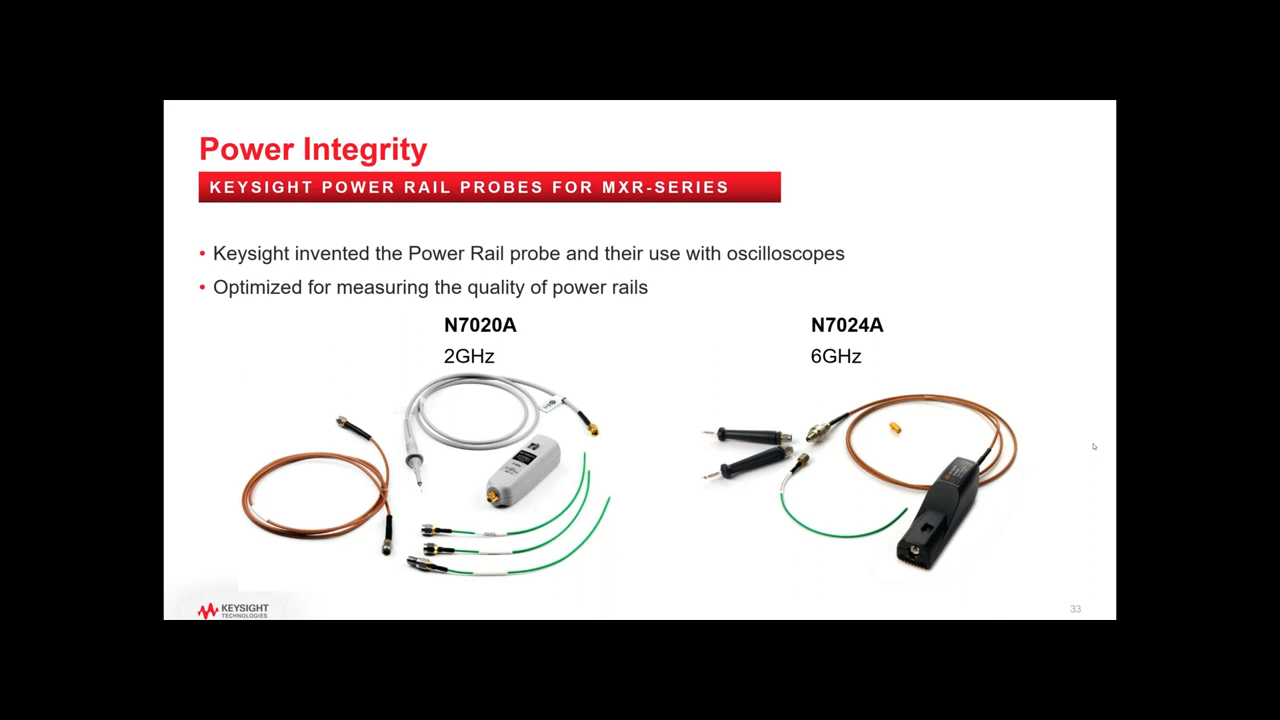 Power Integrity
KEYSIGHT POWER RAIL PROBES FOR MXR-SERIES
• Keysight invented the Power Rail probe and their use with oscilloscopes
• Optimized for measuring the quality of power rails
N7020A
2GHz
N7024A
6GHz
KEYSIGHT
TECHNOLOGIES
33